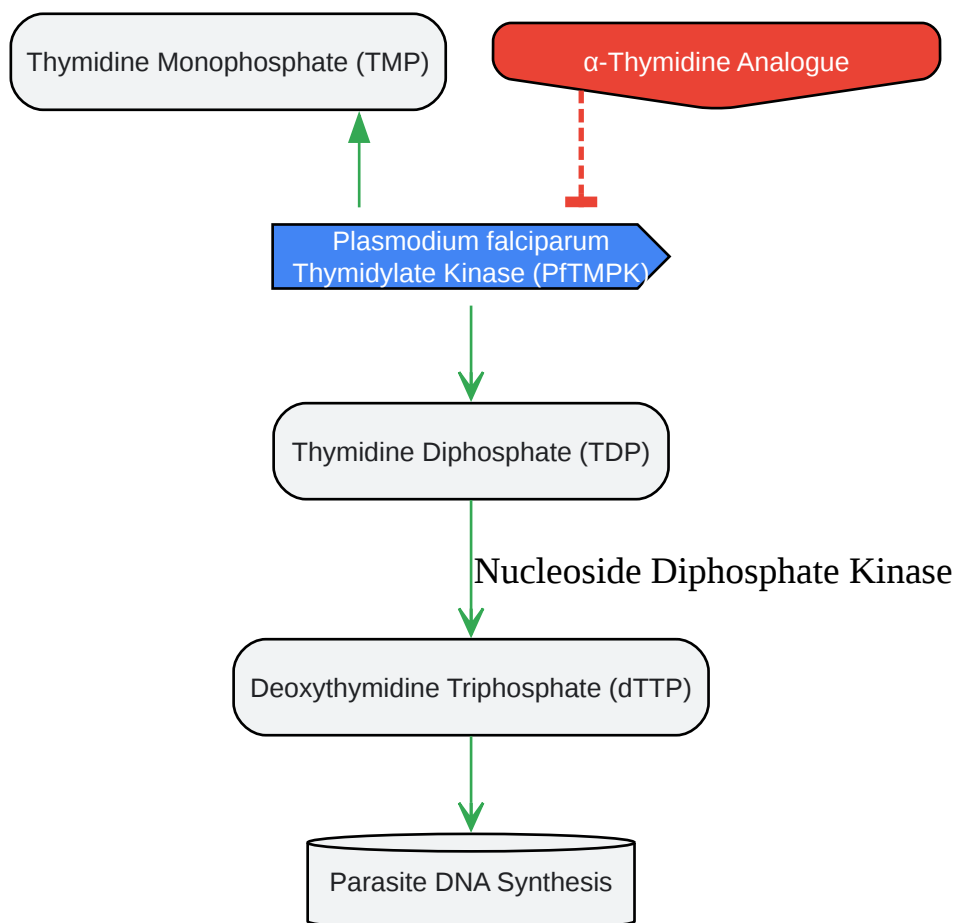 Thymidine Monophosphate (TMP)
α-Thymidine Analogue
Plasmodium falciparum
Thymidylate Kinase (PfTMPK)
Thymidine Diphosphate (TDP)
Nucleoside Diphosphate Kinase
Deoxythymidine Triphosphate (dTTP)
Parasite DNA Synthesis